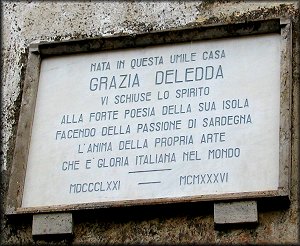 NATA IN QUESTA UMILE CASA
GRAZIA DELEDDA
VI SCHIUSE LO SPIRITO
ALLA FORTE POESIA DELLA SUA ISOLA
FACENDO DELLA PASSIONE DI SARDEGNA
L'ANIMA DELLA PROPRIA ARTE
CHE E' GLORIA ITALIANA NEL MONDO
MDCCCLXXI — MCMXXXVI